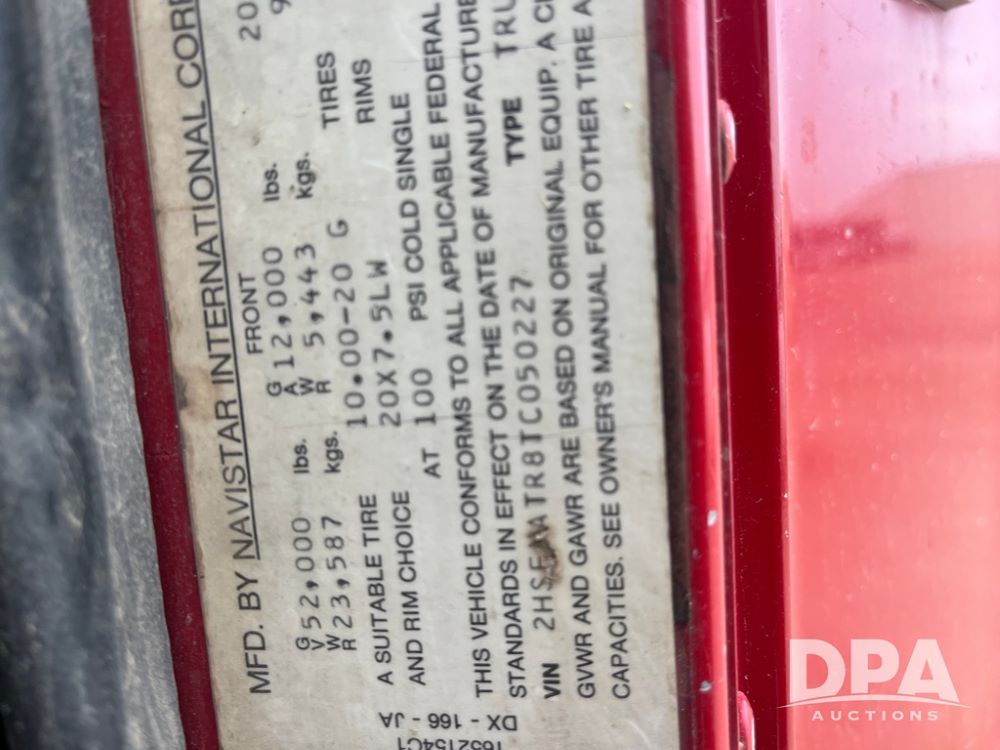 MFD. BY NAVISTAR INTERNATIONAL CORP
FRONT
GVWR 52,000 lbs. GAWR 12,000 lbs. 20
23,587 kgs. 5,443 kgs.
A SUITABLE TIRE 10.00-20 G TIRES
AND RIM CHOICE 20X7.5LW RIMS
AT 100 PSI COLD SINGLE
THIS VEHICLE CONFORMS TO ALL APPLICABLE FEDERAL
STANDARDS IN EFFECT ON THE DATE OF MANUFACTURE
VIN TYPE TRU
GVWR AND GAWR ARE BASED ON ORIGINAL EQUIP. A
CAPACITIES. SEE OWNER'S MANUAL FOR OTHER TIRE A
DX - 166 - JA
1652154C1
DPA
AUCTIONS